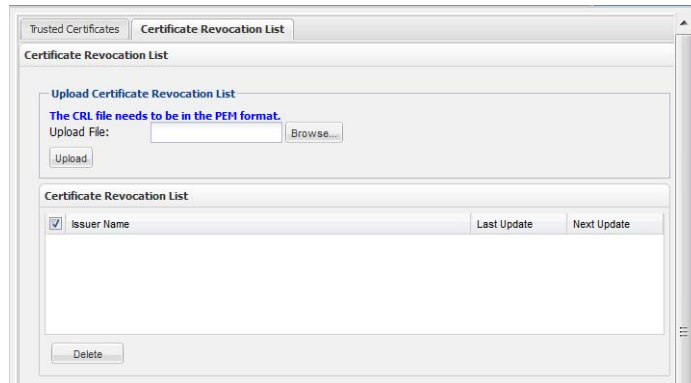 Trusted Certificates Certificate Revocation List
Certificate Revocation List
Upload Certificate Revocation List
The CRL file needs to be in the PEM format.
Upload File: Browse...
Upload
Certificate Revocation List
Issuer Name Last Update Next Update
Delete